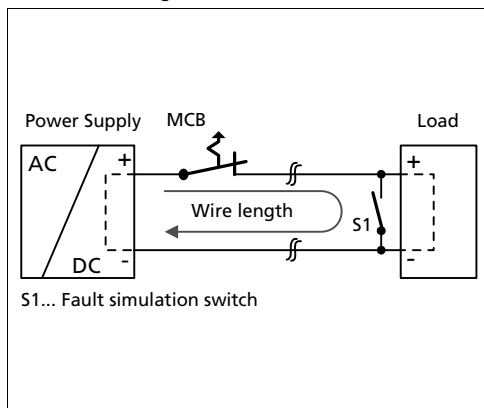 Power Supply
MCB
Load
AC
+
+
Wire length
S1
DC
-
-
S1... Fault simulation switch